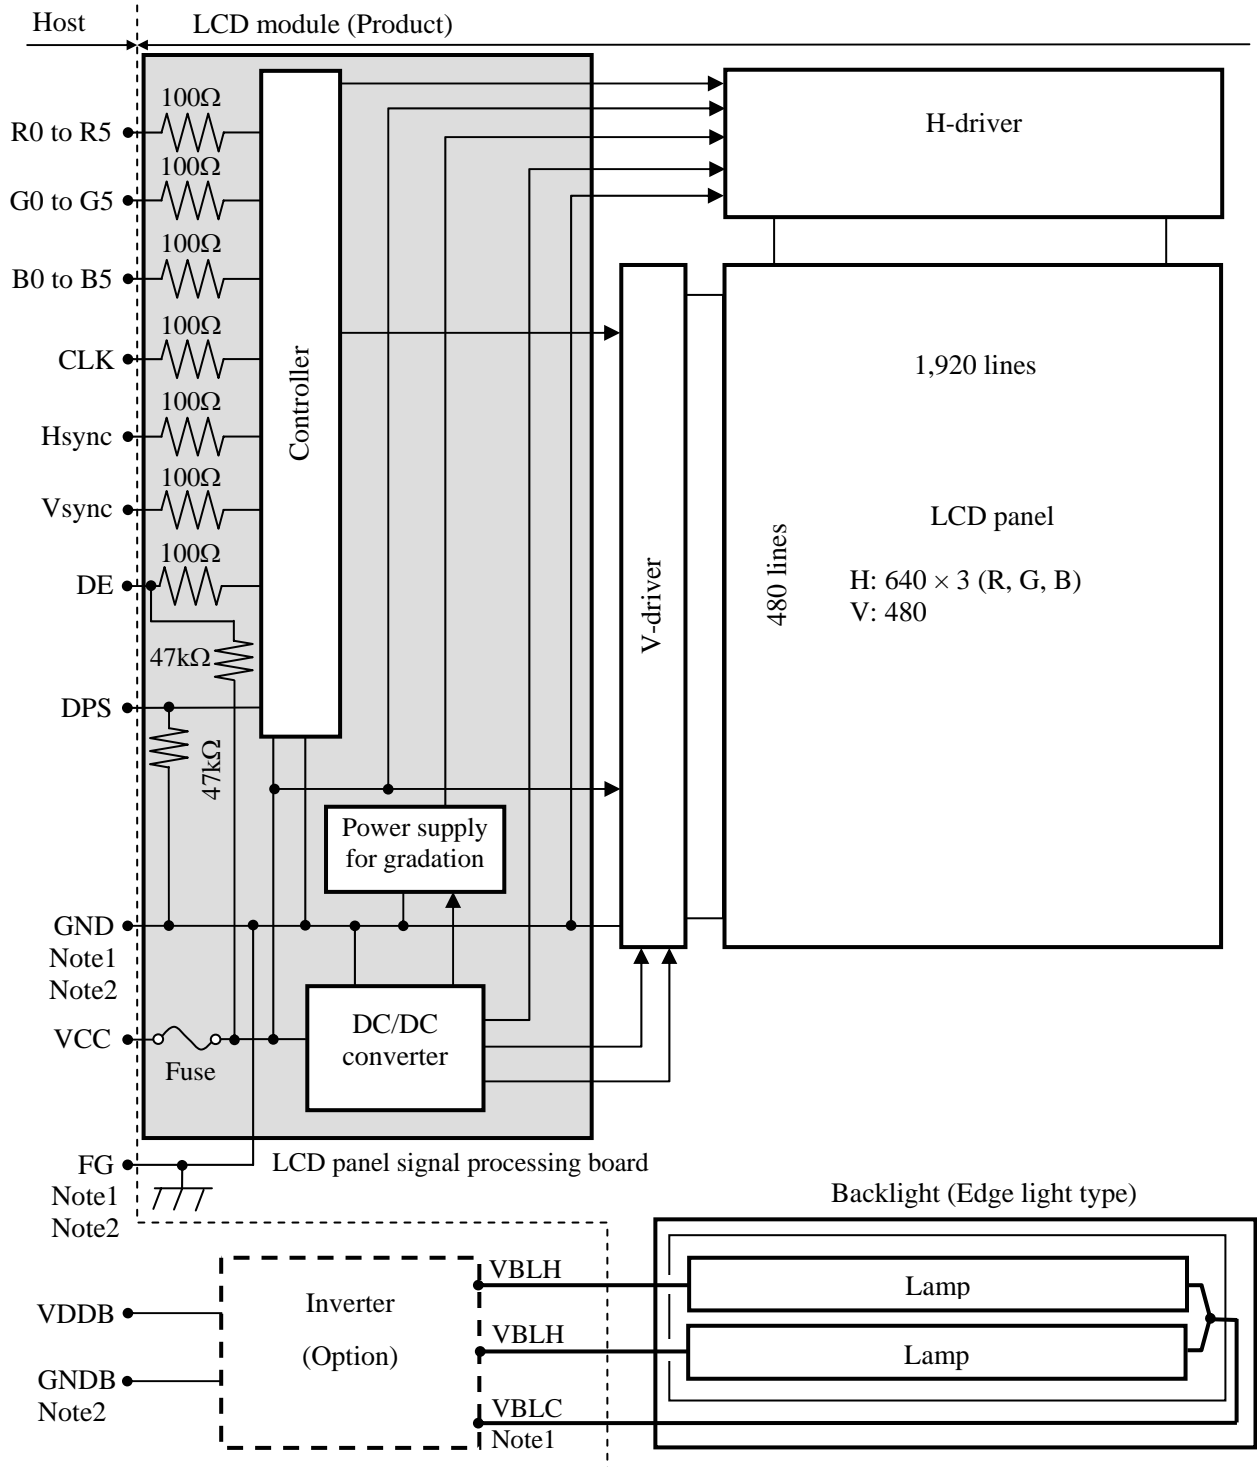 Host
LCD module (Product)
100Ω
R0 to R5
100Ω
G0 to G5
100Ω
B0 to B5
100Ω
CLK
100Ω
Hsync
100Ω
Vsync
100Ω
DE
47kΩ
DPS
47kΩ
Controller
H-driver
V-driver
1,920 lines
480 lines
LCD panel
H: 640 × 3 (R, G, B)
V: 480
Power supply
for gradation
GND
Note1
Note2
VCC
Fuse
DC/DC
converter
FG
Note1
Note2
LCD panel signal processing board
Backlight (Edge light type)
VDDB
GNDB
Note2
Inverter
(Option)
VBLH
Lamp
VBLH
Lamp
VBLC
Note1